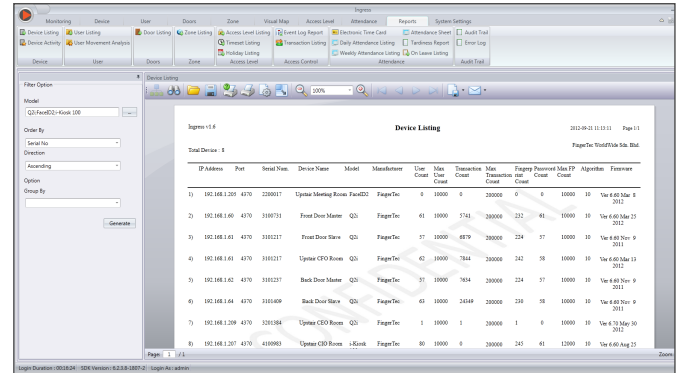 Ingress
Monitoring Device User Doors Zone Visual Map Access Level Attendance Reports System Settings
Device Listing User Listing Door Listing Zone Listing Access Level Listing Event Log Report Electronic Time Card Attendance Sheet Audit Trail
Device Activity User Movement Analysis Timeset Listing Transaction Listing Daily Attendance Listing Tardiness Report Error Log
Holiday Listing Weekly Attendance Listing On Leave Listing
Device User Doors Zone Access Level Access Control Attendance Audit Trail
Filter Option
Model
Q2i;FaceID2;i-Kiosk 100 ...
Order By
Serial No
Direction
Ascending
Option
Group By
Generate
Device Listing
100%
Ingress v1.6 Device Listing 2012-09-21 11:15:11 Page 1/1
FingerTec WorldWide Sdn. Bhd.
Total Device : 8
IP Address Port Serial Num. Device Name Model Manufacturer User Count Max User Count Transaction Count Max Transaction Count Fingerprint Count Password Count Max FP Count Algorithm Firmware
1) 192.168.1.205 4370 2200017 Upstair Meeting Room FaceID2 FingerTec 0 10000 0 200000 0 0 10000 10 Ver 6.60 Mar 8 2012
2) 192.168.1.60 4370 3100731 Front Door Master Q2i FingerTec 61 10000 5741 200000 232 61 10000 10 Ver 6.60 Mar 25 2012
3) 192.168.1.61 4370 3101217 Front Door Slave Q2i FingerTec 57 10000 6879 200000 224 57 10000 10 Ver 6.60 Nov 9 2011
4) 192.168.1.61 4370 3101217 Upstair CFO Room Q2i FingerTec 62 10000 7844 200000 242 58 10000 10 Ver 6.60 Mar 13 2012
5) 192.168.1.62 4370 3101237 Back Door Master Q2i FingerTec 57 10000 7634 200000 224 57 10000 10 Ver 6.60 Nov 9 2011
6) 192.168.1.64 4370 3101409 Back Door Slave Q2i FingerTec 63 10000 24349 200000 230 58 10000 10 Ver 6.60 Nov 9 2011
7) 192.168.1.209 4370 3201384 Upstair CEO Room Q2i FingerTec 1 10000 1 200000 1 0 10000 10 Ver 6.70 May 30 2012
8) 192.168.1.207 4370 4100983 Upstair CIO Room i-Kiosk FingerTec 80 10000 0 200000 245 61 12000 10 Ver 6.60 Aug 25
CONFIDENTIAL
Page: 1 / 1 Zoom:
Login Duration : 00:16:24 SDK Version : 6.2.3.8-1807-2 Login As : admin